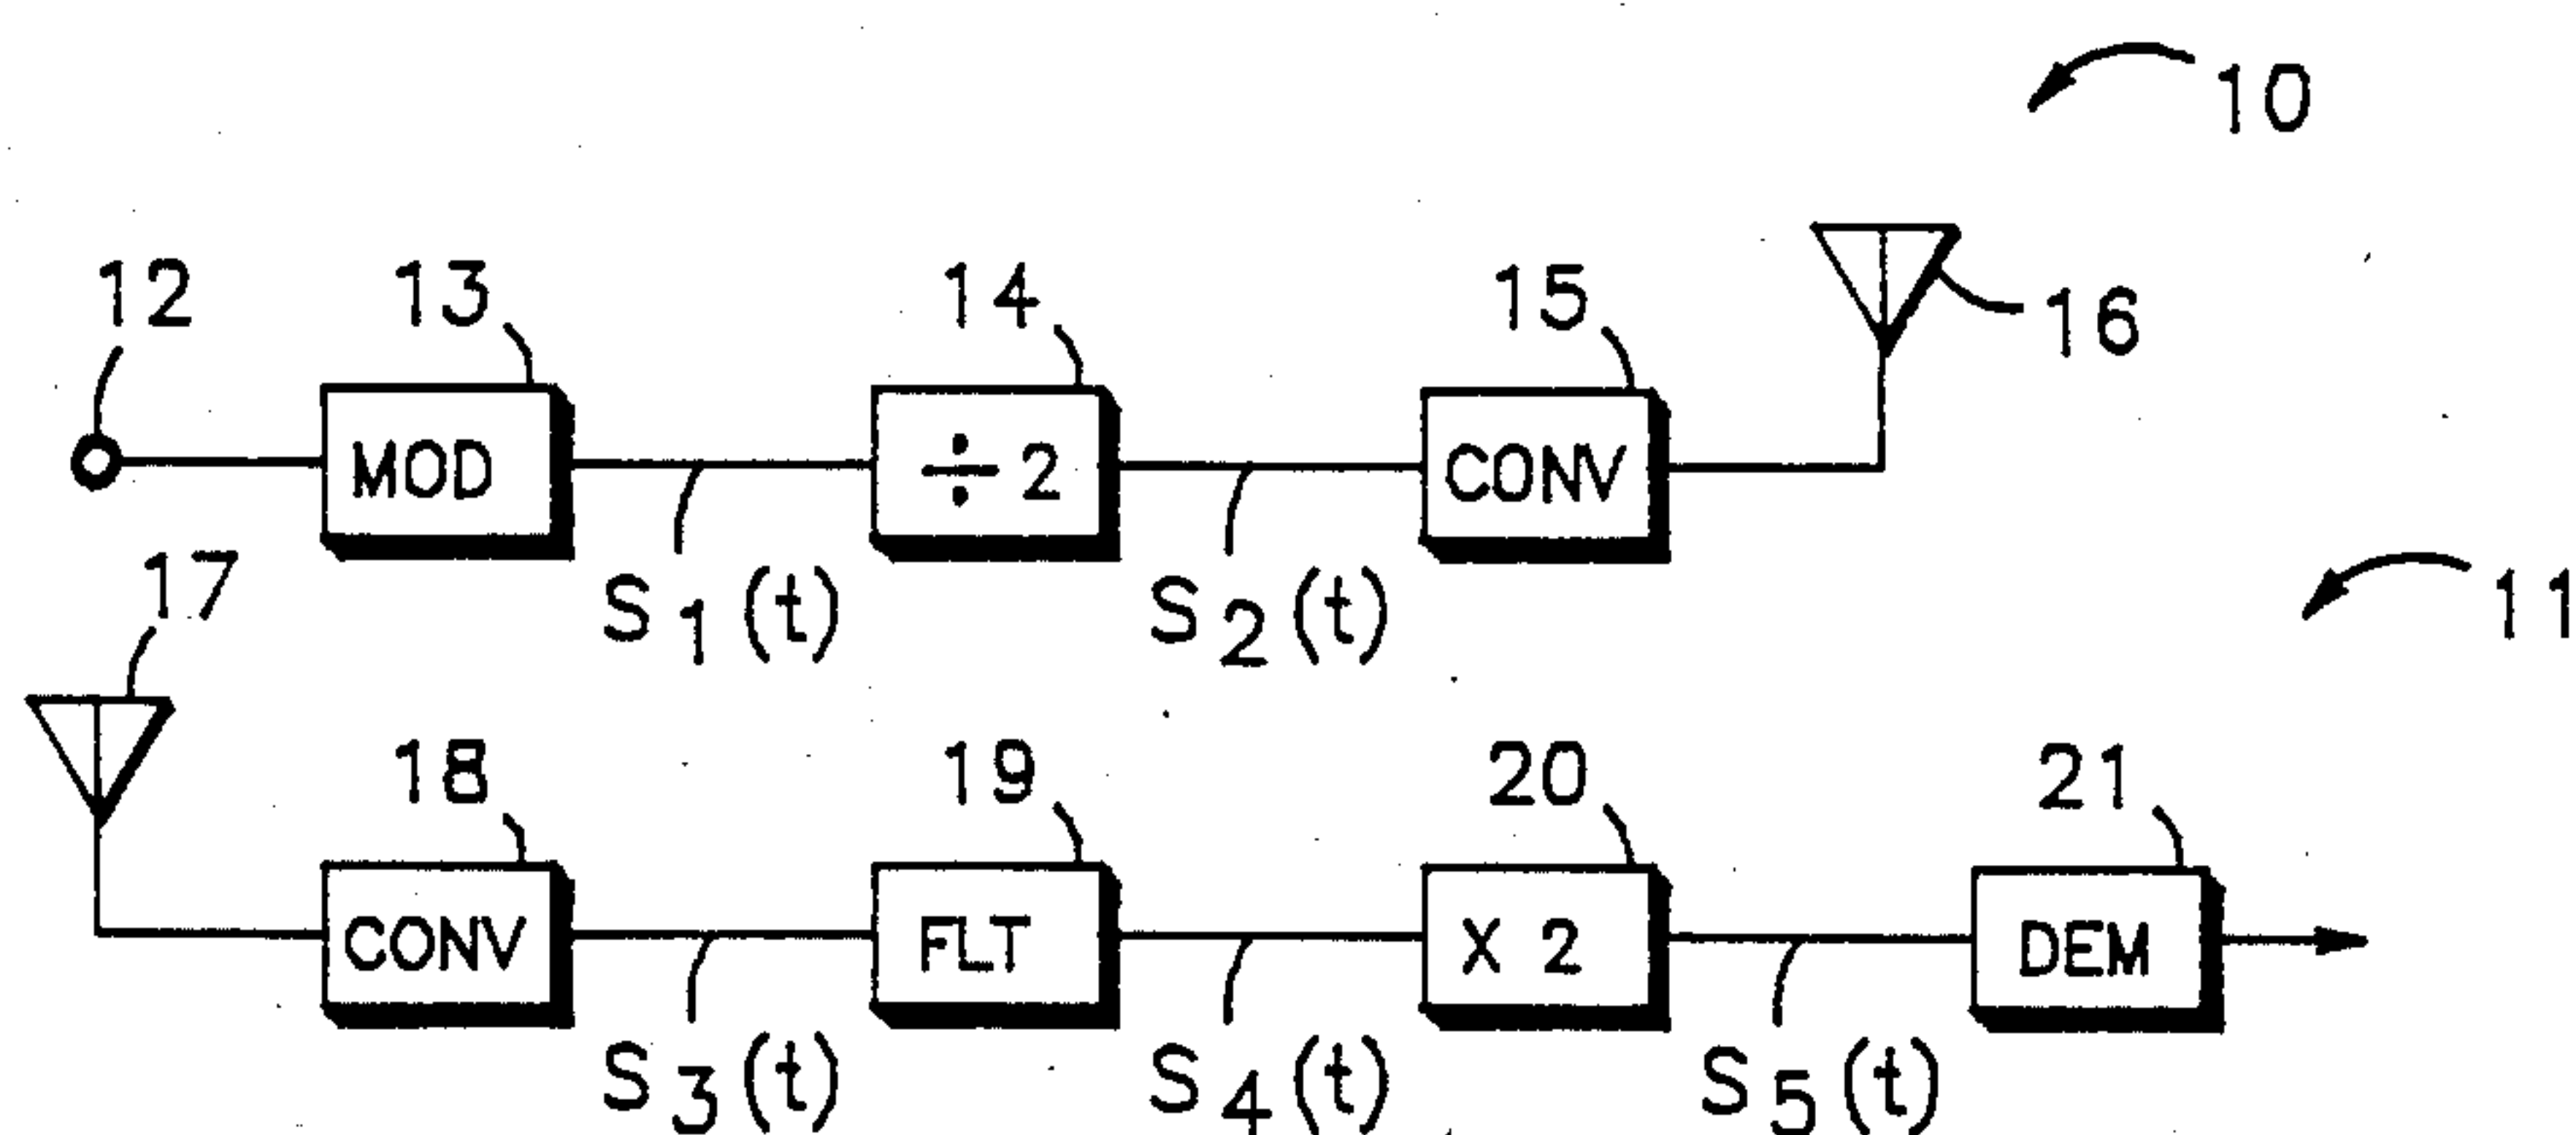 10
12 13 14 15 16
MOD ÷ 2 CONV
S1(t) S2(t)
11
17
18 19 20 21
CONV FLT X 2 DEM
S3(t) S4(t) S5(t)